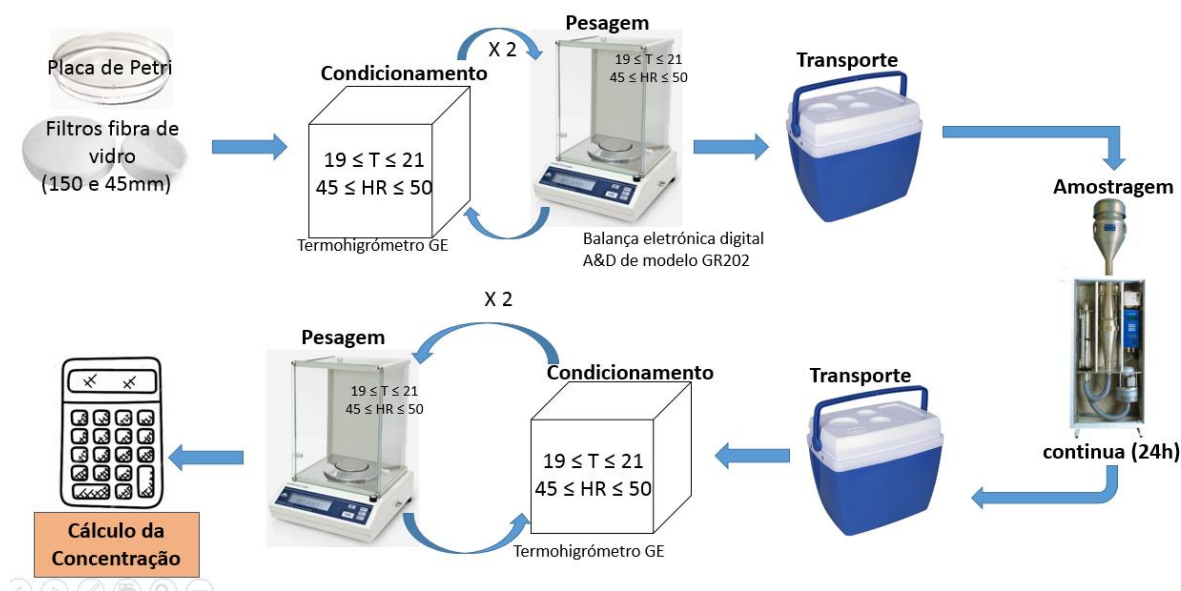 Placa de Petri
Filtros fibra de
vidro
(150 e 45mm)
Condicionamento
19 ≤ T ≤ 21
45 ≤ HR ≤ 50
Termohigrómetro GE
X 2
Pesagem
19 ≤ T ≤ 21
45 ≤ HR ≤ 50
Balança eletrónica digital
A&D de modelo GR202
Transporte
Amostragem
continua (24h)
Transporte
Condicionamento
19 ≤ T ≤ 21
45 ≤ HR ≤ 50
Termohigrómetro GE
X 2
Pesagem
19 ≤ T ≤ 21
45 ≤ HR ≤ 50
Cálculo da
Concentração